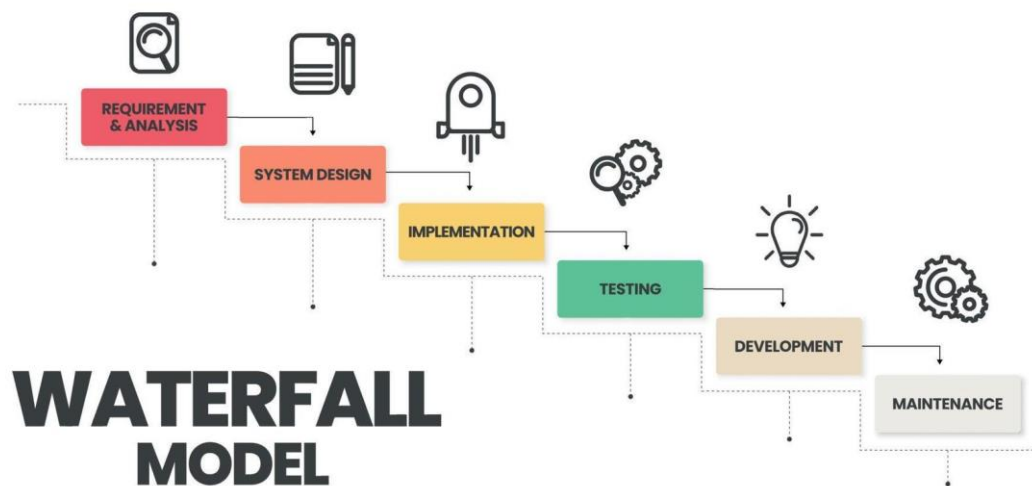 REQUIREMENT
& ANALYSIS
SYSTEM DESIGN
IMPLEMENTATION
TESTING
DEVELOPMENT
MAINTENANCE
WATERFALL
MODEL